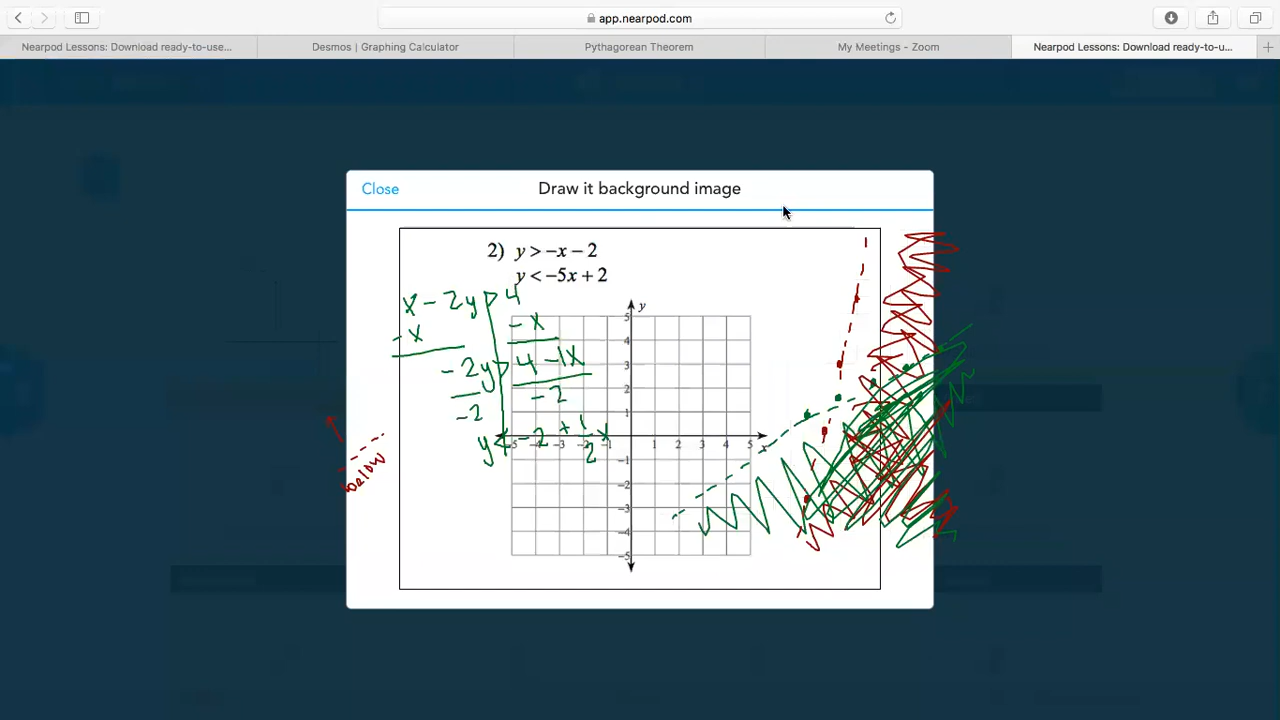 app.nearpod.com
Nearpod Lessons: Download ready-to-use...
Desmos | Graphing Calculator
Pythagorean Theorem
My Meetings - Zoom
Nearpod Lessons: Download ready-to-u...
Close
Draw it background image
2) y > -x - 2
y < -5x + 2
x - 2y > 4
-x -x
-2y > 4 - 1x
-2 -2
y < -2 + 1/2 x
below
y
5
4
3
2
1
-5 -4 -3 -2 -1 1 2 3 4 5 x
-1
-2
-3
-4
-5